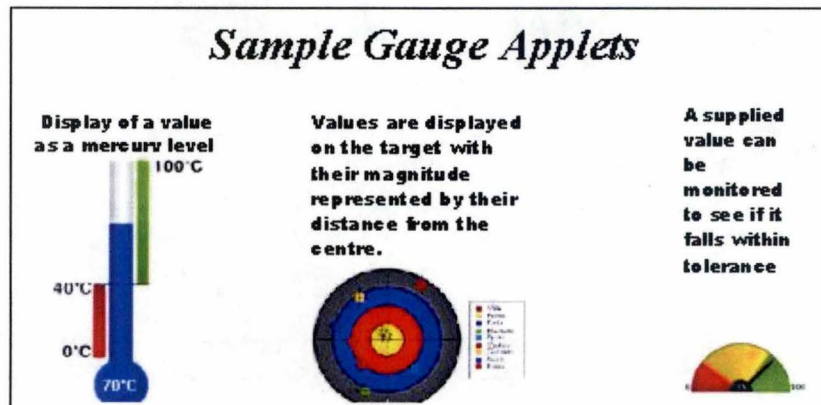 Sample Gauge Applets
Display of a value
as a mercury level
100°C
40°C
0°C
70°C
Values are displayed
on the target with
their magnitude
represented by their
distance from the
centre.
A supplied
value can
be
monitored
to see if it
falls within
tolerance
0
100